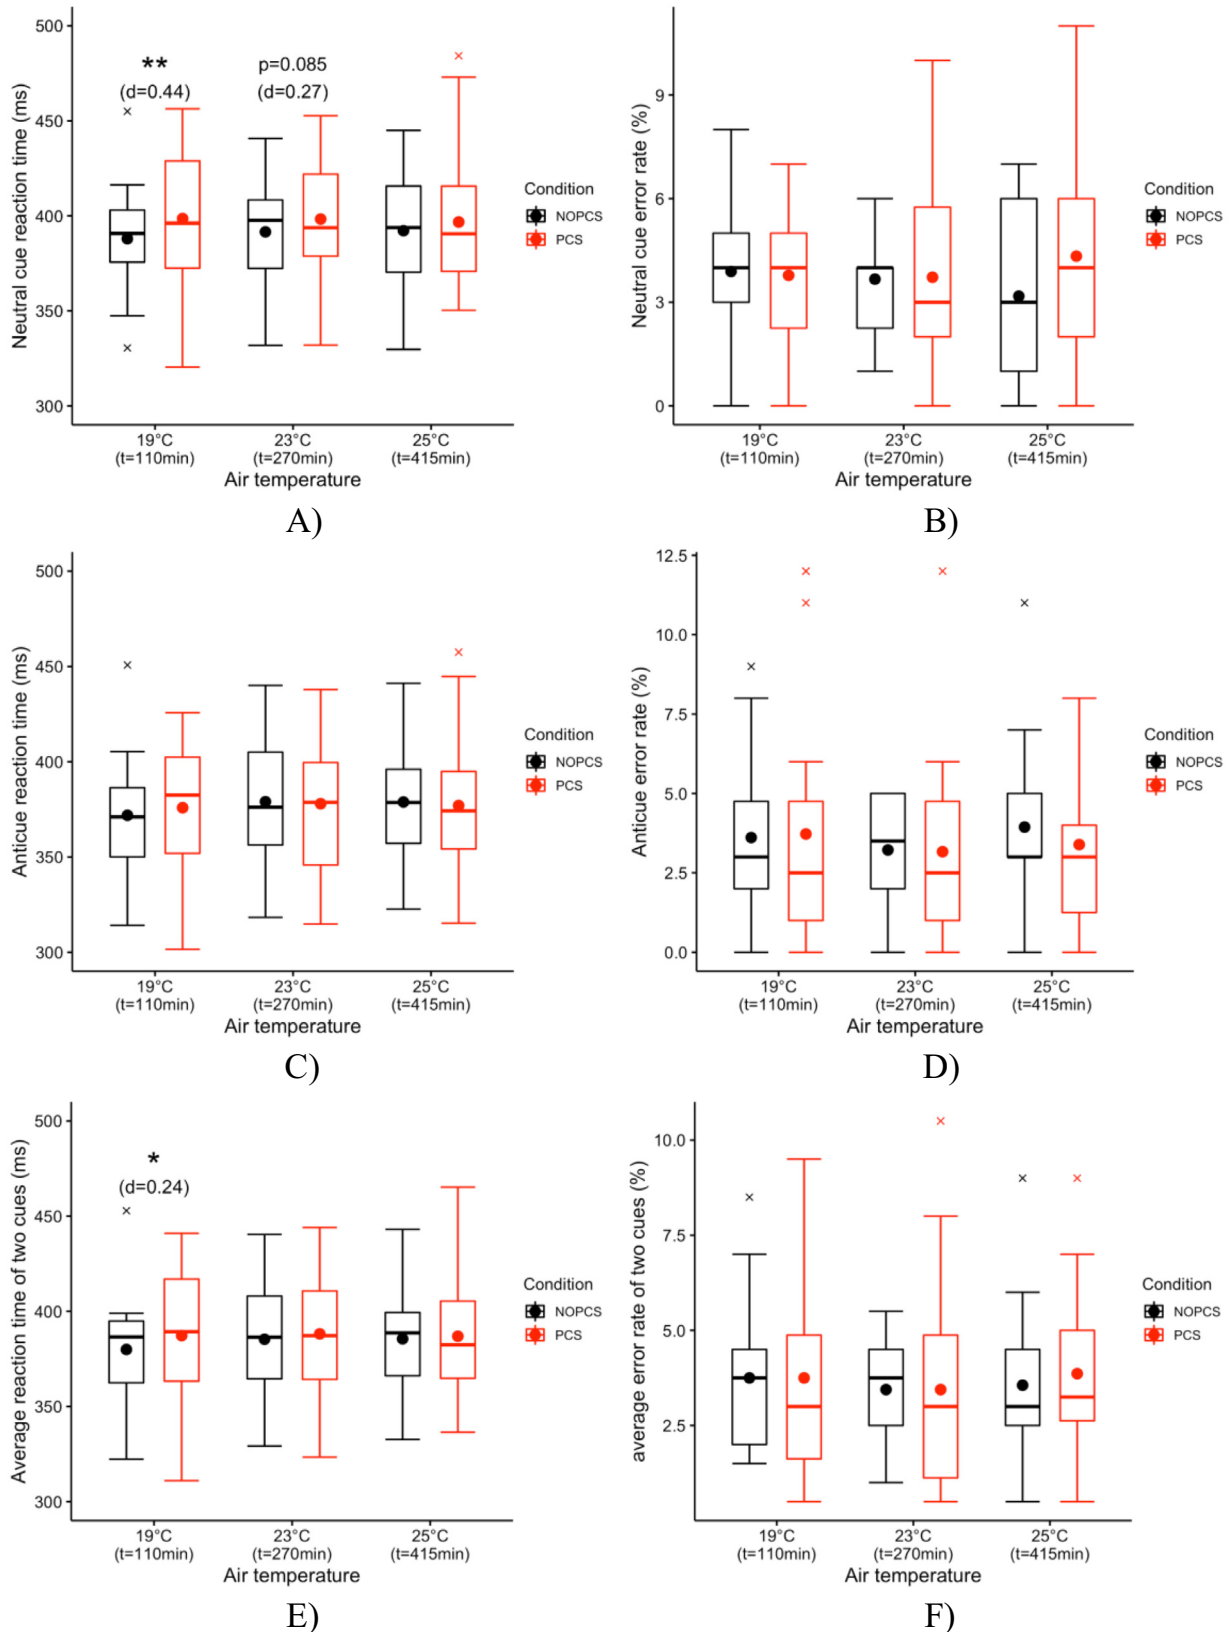 Neutral cue reaction time (ms)
500
450
400
350
300
**
(d=0.44)
p=0.085
(d=0.27)
19°C
(t=110min)
23°C
(t=270min)
25°C
(t=415min)
Air temperature
Condition
NOPCS
PCS
A)
Neutral cue error rate (%)
9
6
3
0
19°C
(t=110min)
23°C
(t=270min)
25°C
(t=415min)
Air temperature
Condition
NOPCS
PCS
B)
Anticue reaction time (ms)
500
450
400
350
300
19°C
(t=110min)
23°C
(t=270min)
25°C
(t=415min)
Air temperature
Condition
NOPCS
PCS
C)
Anticue error rate (%)
12.5
10.0
7.5
5.0
2.5
0.0
19°C
(t=110min)
23°C
(t=270min)
25°C
(t=415min)
Air temperature
Condition
NOPCS
PCS
D)
Average reaction time of two cues (ms)
500
450
400
350
300
*
(d=0.24)
19°C
(t=110min)
23°C
(t=270min)
25°C
(t=415min)
Air temperature
Condition
NOPCS
PCS
E)
average error rate of two cues (%)
10.0
7.5
5.0
2.5
19°C
(t=110min)
23°C
(t=270min)
25°C
(t=415min)
Air temperature
Condition
NOPCS
PCS
F)